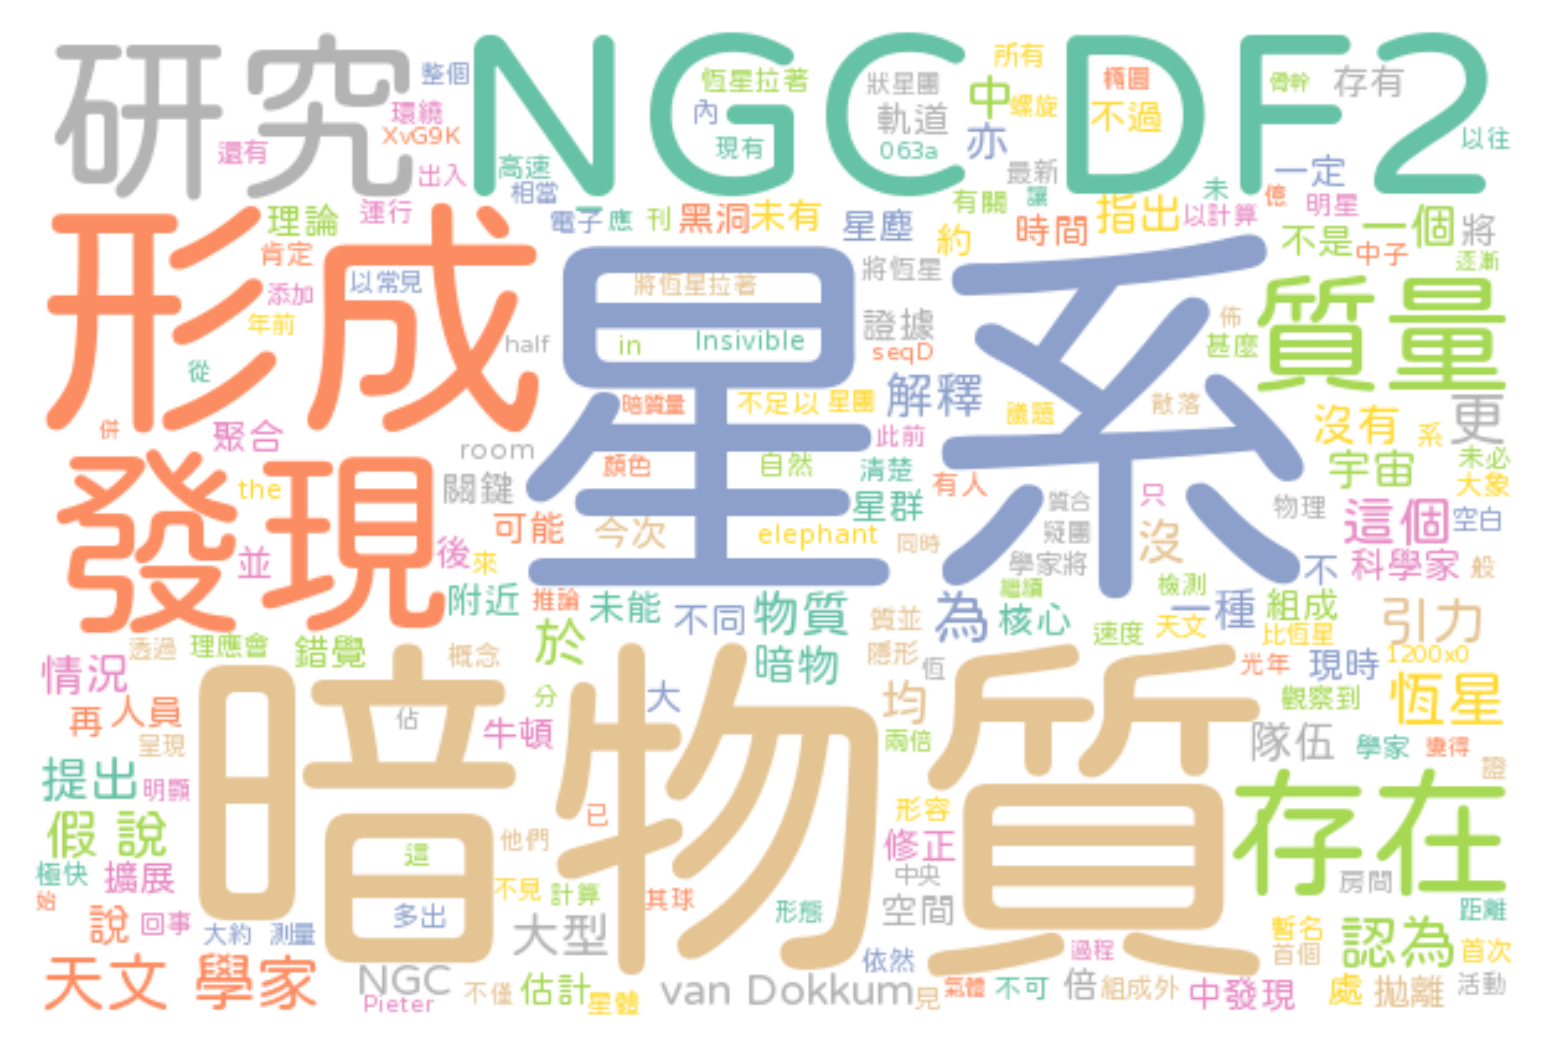 研究 NGC DF2
整個 恆星拉著 狀星團 所有 橢圓 骨幹 存有
環繞 內 軌道 中 螺旋 不過
XvG9K 現有 063a 亦 以往
還有 出入 高速 相當 最新 一定
有關 讓 未 億 明星
理論 運行 電子 應 刊 黑洞 未有 星塵 約 時間 指出 以計算 不是 一個 將
肯定 中子 逐漸
形成 星系 質量
添加 以常見 將恆星拉著 將恆星
年前 half in Insivible 證據 seqD 佈 甚麼
從 暗質量 不足以 星團 解釋 議題 散落 沒有 系 更
併 聚合 room 顏色 自然 此前 清楚 有人 宇宙 未必 大象
發現 the 關鍵 星群 質合 只 物理 這個 空白
可能 今次 elephant 同時 疑團 沒 科學家 般
並 後 來 學家將 不
附近 推論 未能 不同 物質 質並 為 繼續 核心 檢測 一種 組成 引力
速度 天文 比恆星
透過 理應會 錯覺 概念 於 暗物 隱形 恆 光年 現時 1200x0
情況 暗物質 觀察到 恆星
再 人員 佔 分 大 均
呈現 牛頓 兩倍 隊伍 學家 變得 證
提出 明顯 存在
假說 已 形容
他們 這 修正
極快 擴展 不見 計算 其球 中央 房間
說 回事 大約 測量 多出 大型 形態 空間 暫名 首個 認為 距離 首次
天文 學家 NGC 依然 過程
Pieter 不僅 估計 星體 van Dokkum 見 氣體 不可 倍 組成外 中發現 處 拋離 活動